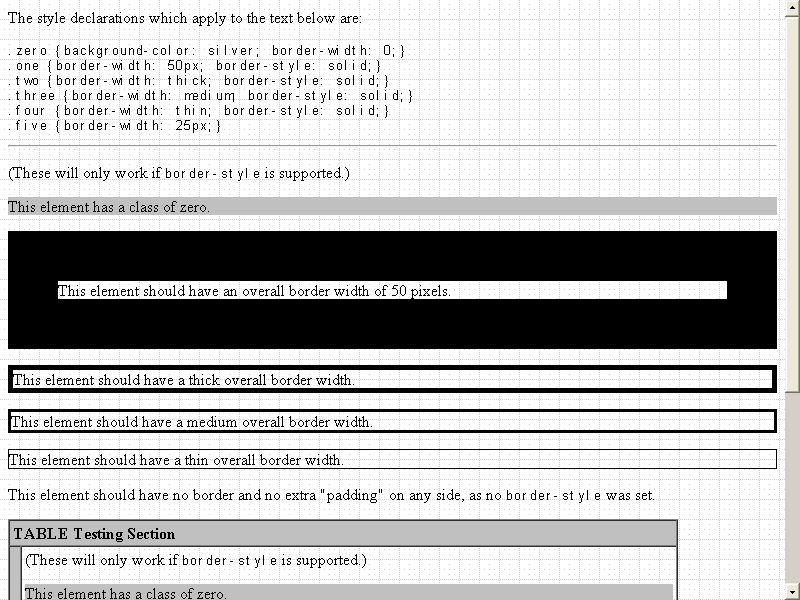 The style declarations which apply to the text below are:
.zero {background-color: silver; border-width: 0;}
.one {border-width: 50px; border-style: solid;}
.two {border-width: thick; border-style: solid;}
.three {border-width: medium; border-style: solid;}
.four {border-width: thin; border-style: solid;}
.five {border-width: 25px;}
(These will only work if border-style is supported.)
This element has a class of zero.
This element should have an overall border width of 50 pixels.
This element should have a thick overall border width.
This element should have a medium overall border width.
This element should have a thin overall border width.
This element should have no border and no extra "padding" on any side, as no border-style was set.
TABLE Testing Section
(These will only work if border-style is supported.)
This element has a class of zero.